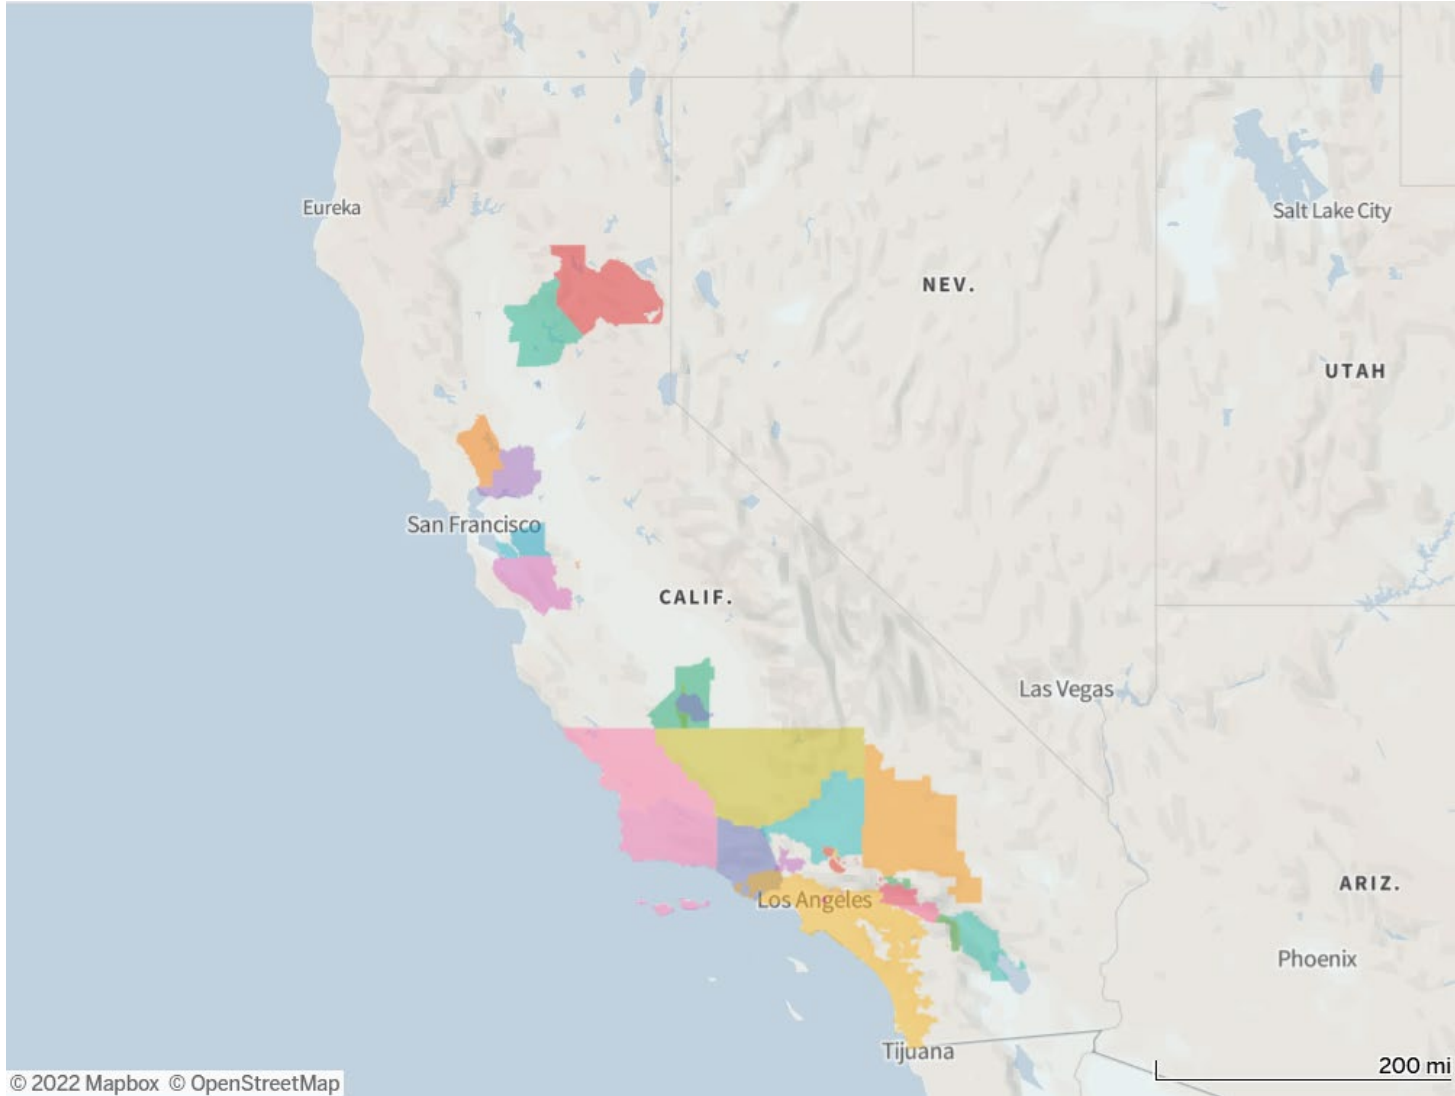 Eureka
Salt Lake City
NEV.
UTAH
San Francisco
CALIF.
Las Vegas
ARIZ.
Los Angeles
Phoenix
Tijuana
200 mi
© 2022 Mapbox © OpenStreetMap